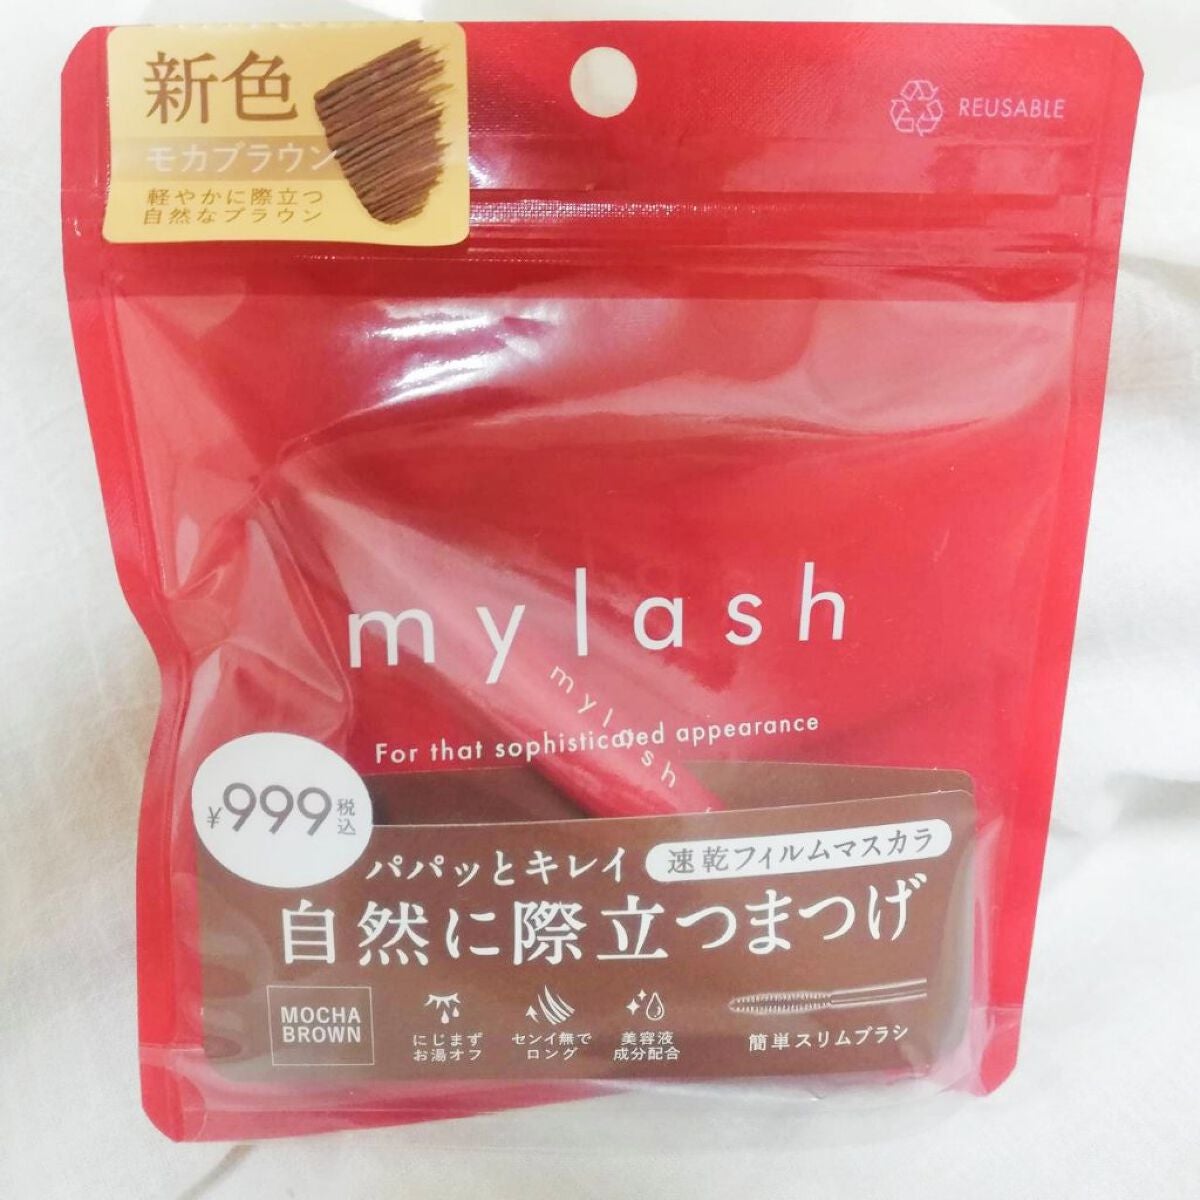 新色
モカブラウン
軽やかに際立つ
自然なブラウン
REUSABLE
mylash
mylash
For that sophisticated appearance
¥999税込
パパッとキレイ 速乾フィルムマスカラ
自然に際立つまつげ
MOCHA
BROWN
にじまず
お湯オフ
センイ無で
ロング
美容液
成分配合
簡単スリムブラシ